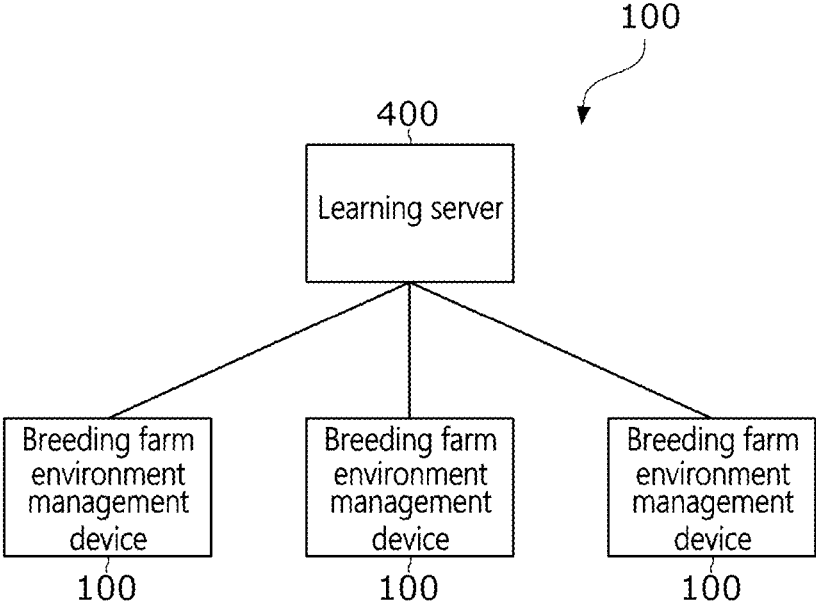 100
400
Learning server
Breeding farm
environment
management
device
Breeding farm
environment
management
device
Breeding farm
environment
management
device
100
100
100